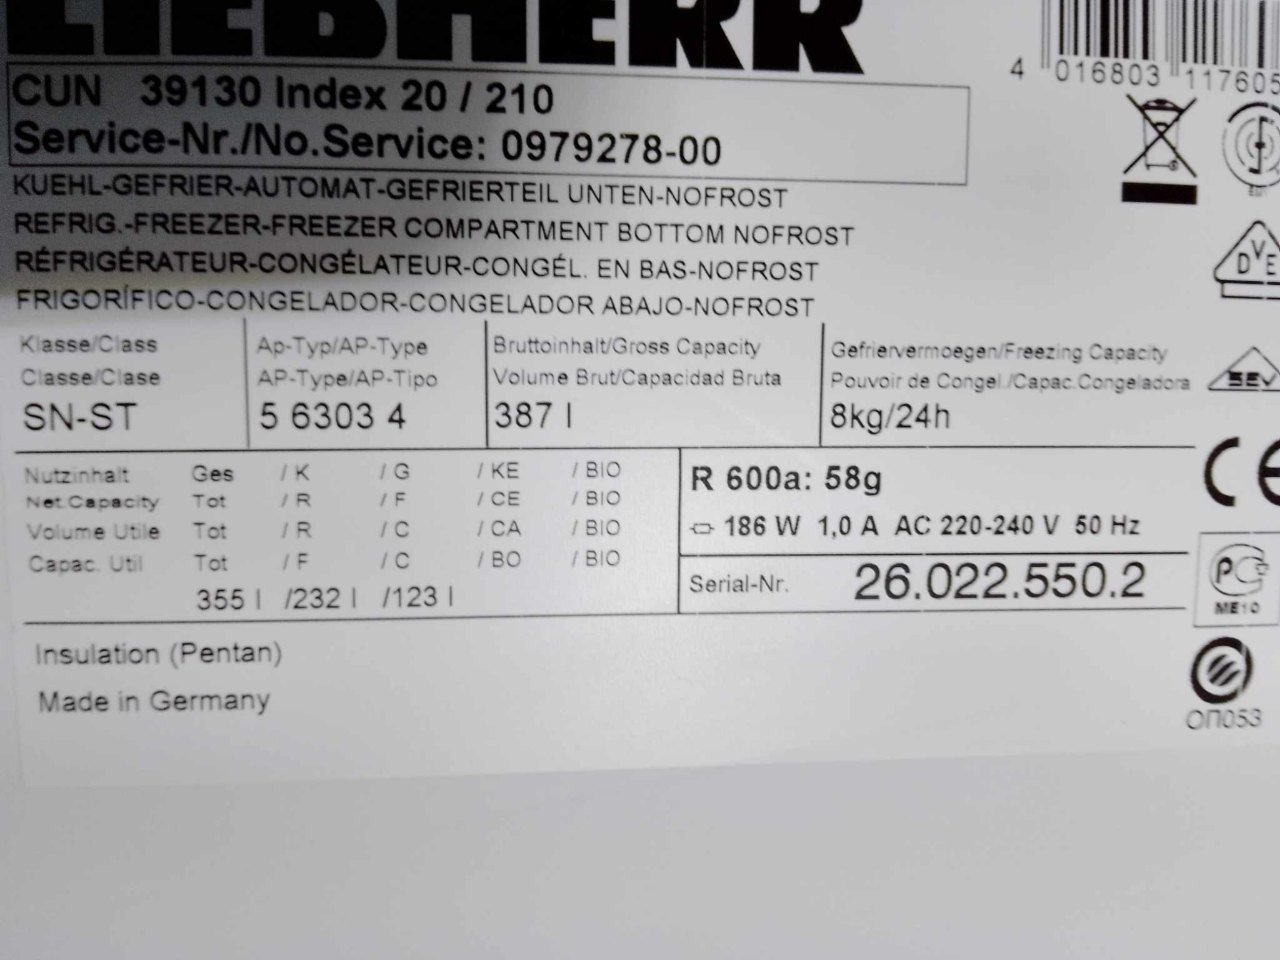 LIEBHERR
4 016803 117605
CUN 39130 Index 20 / 210
Service-Nr./No.Service: 0979278-00
KUEHL-GEFRIER-AUTOMAT-GEFRIERTEIL UNTEN-NOFROST
REFRIG.-FREEZER-FREEZER COMPARTMENT BOTTOM NOFROST
RÉFRIGÉRATEUR-CONGÉLATEUR-CONGÉL. EN BAS-NOFROST
FRIGORÍFICO-CONGELADOR-CONGELADOR ABAJO-NOFROST
DVE
Klasse/Class Ap-Typ/AP-Type Bruttoinhalt/Gross Capacity Gefriervermoegen/Freezing Capacity
Classe/Clase AP-Type/AP-Tipo Volume Brut/Capacidad Bruta Pouvoir de Congel./Capac.Congeladora
SEV
SN-ST 5 6303 4 387 l 8kg/24h
CE
Nutzinhalt Ges / K / G / KE / BIO
Net.Capacity Tot / R / F / CE / BIO
Volume Utile Tot / R / C / CA / BIO
Capac. Util Tot / F / C / BO / BIO
355 l /232 l /123 l
R 600a: 58g
186 W 1,0 A AC 220-240 V 50 Hz
Serial-Nr. 26.022.550.2
ME10
Insulation (Pentan)
Made in Germany
ОП053